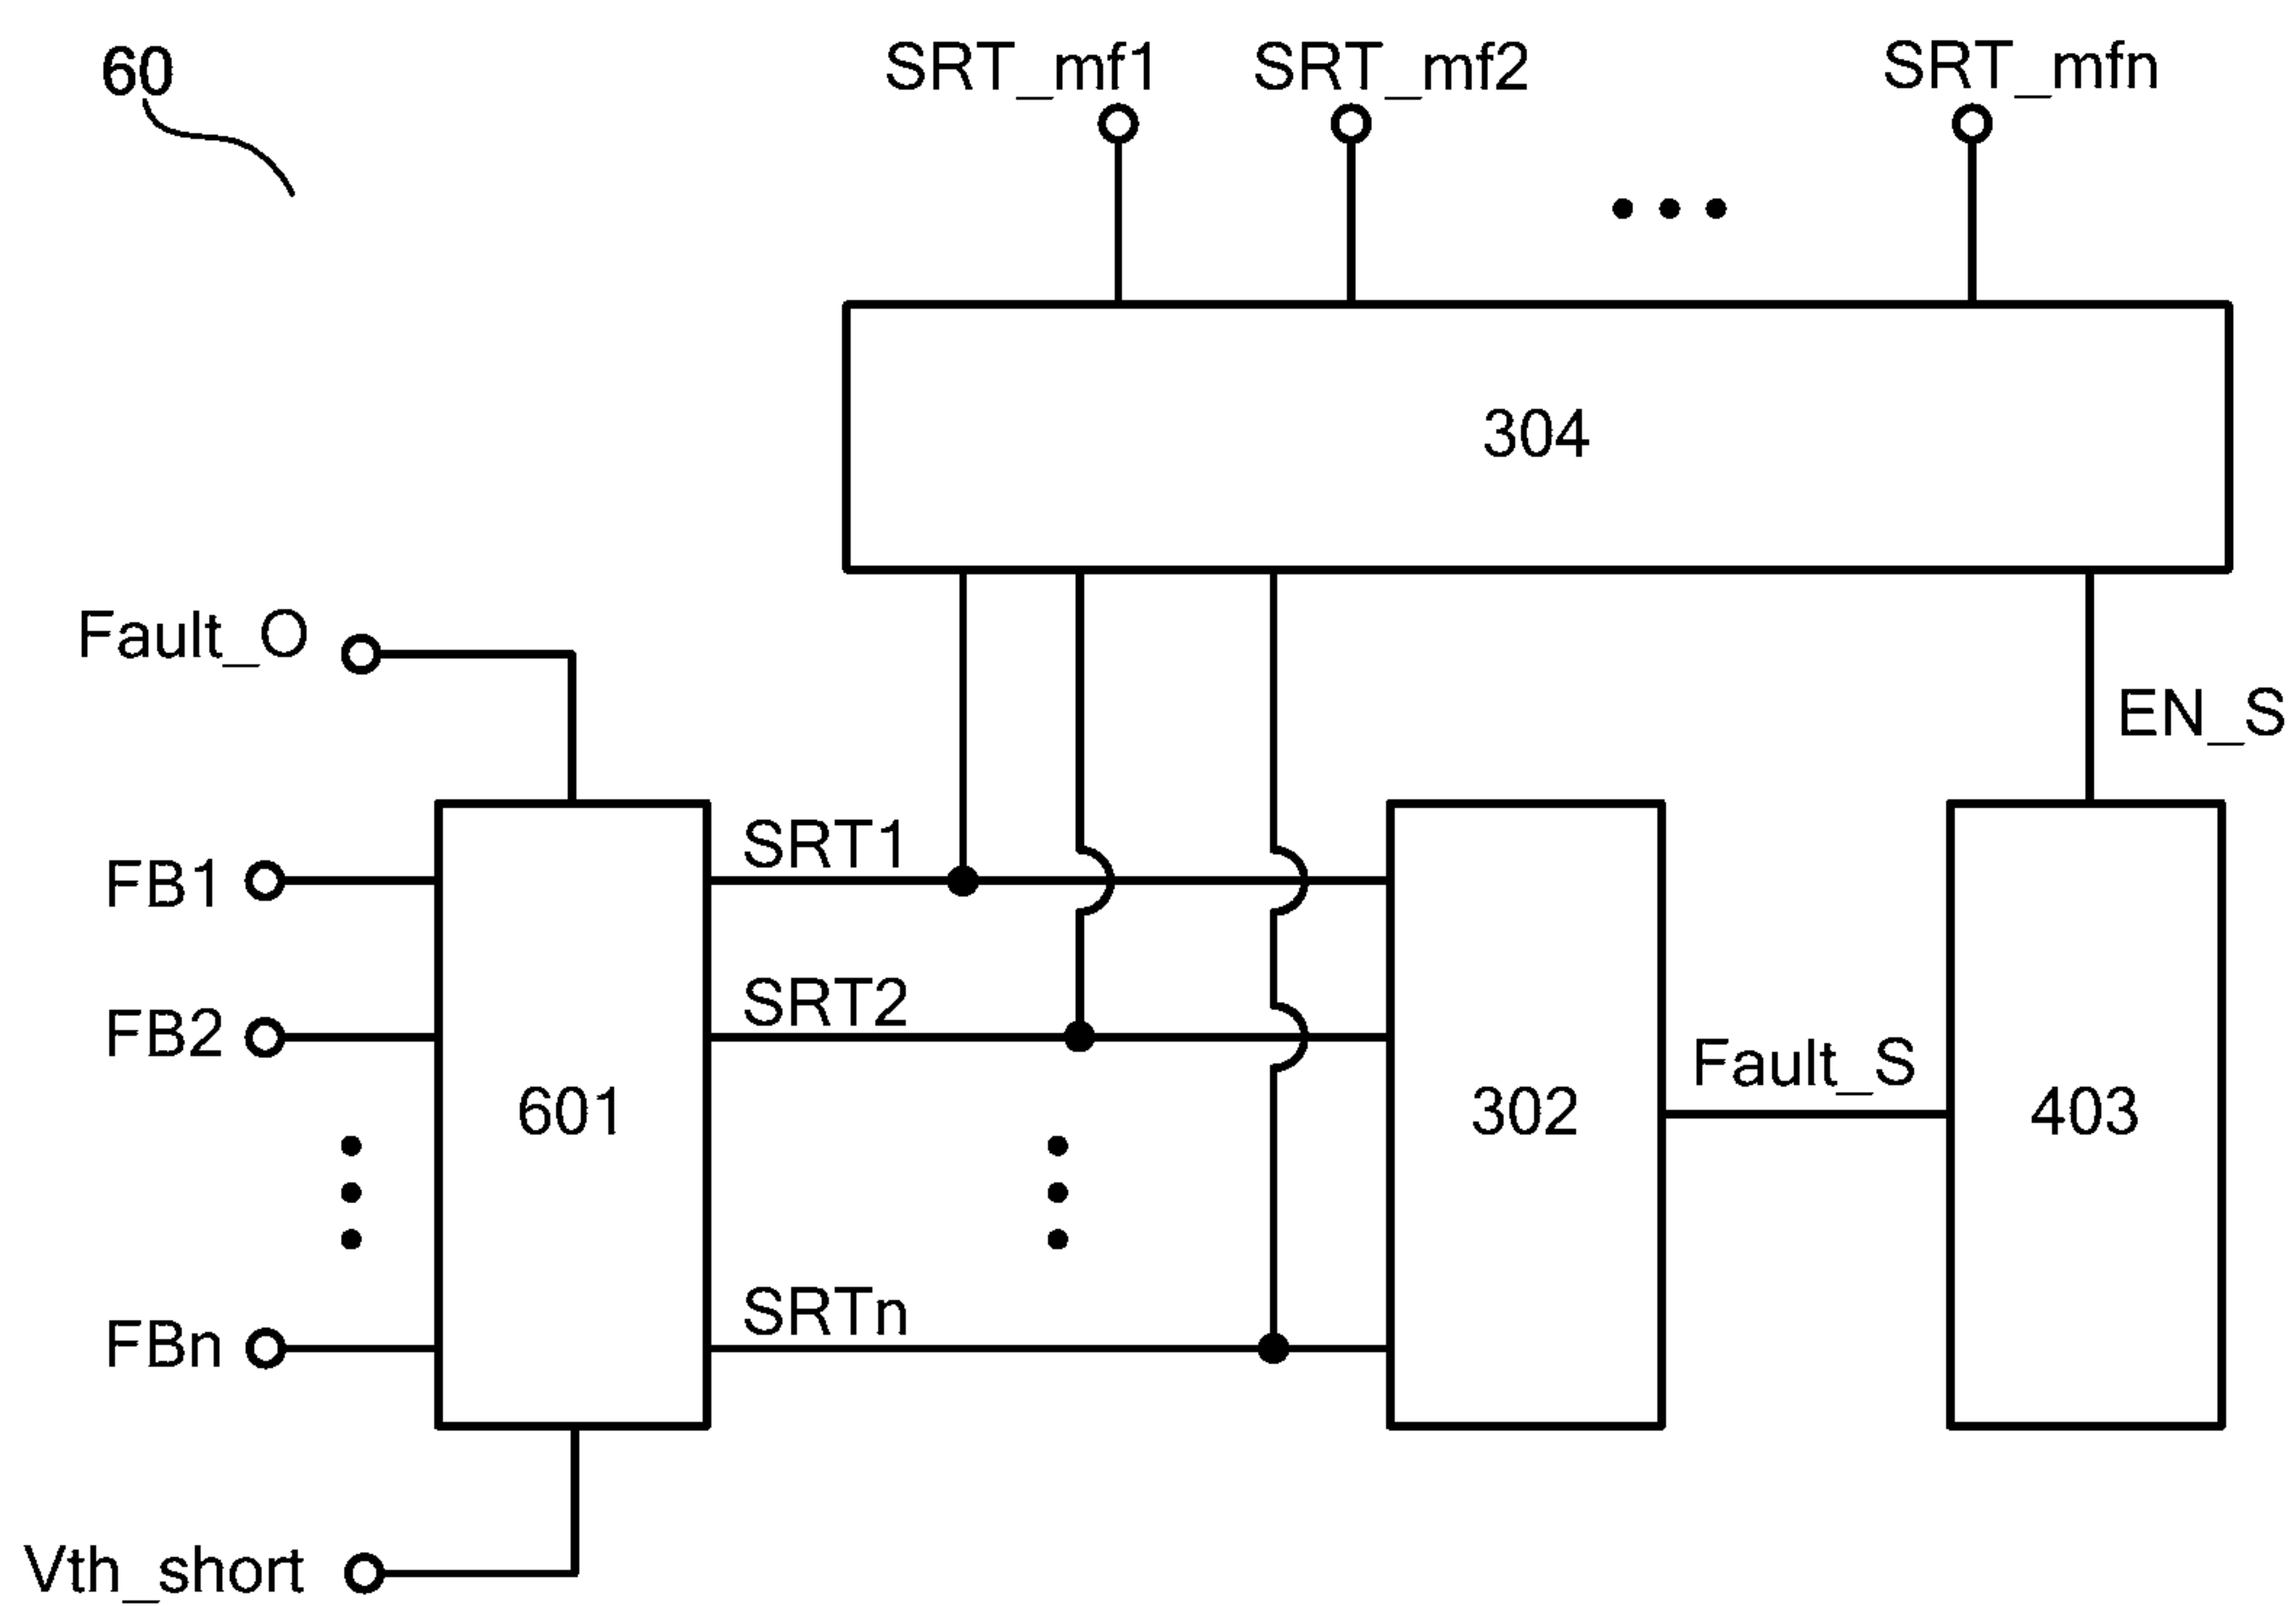 60
SRT_mf1
SRT_mf2
SRT_mfn
304
Fault_O
EN_S
FB1
SRT1
FB2
SRT2
601
302
Fault_S
403
FBn
SRTn
Vth_short